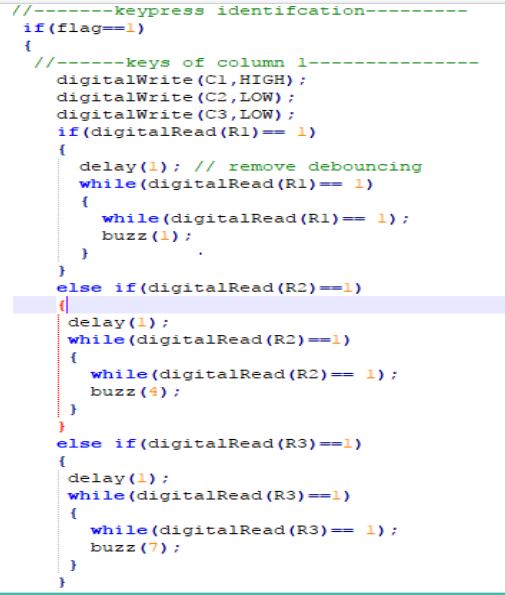 //-------keypress identifcation---------
if(flag==1)
{
//------keys of column 1---------------
digitalWrite(C1,HIGH);
digitalWrite(C2,LOW);
digitalWrite(C3,LOW);
if(digitalRead(R1)== 1)
{
delay(1); // remove debouncing
while(digitalRead(R1)== 1)
{
while(digitalRead(R1)== 1);
buzz(1);
}
}
else if(digitalRead(R2)==1)
{
delay(1);
while(digitalRead(R2)==1)
{
while(digitalRead(R2)== 1);
buzz(4);
}
}
else if(digitalRead(R3)==1)
{
delay(1);
while(digitalRead(R3)==1)
{
while(digitalRead(R3)== 1);
buzz(7);
}
}